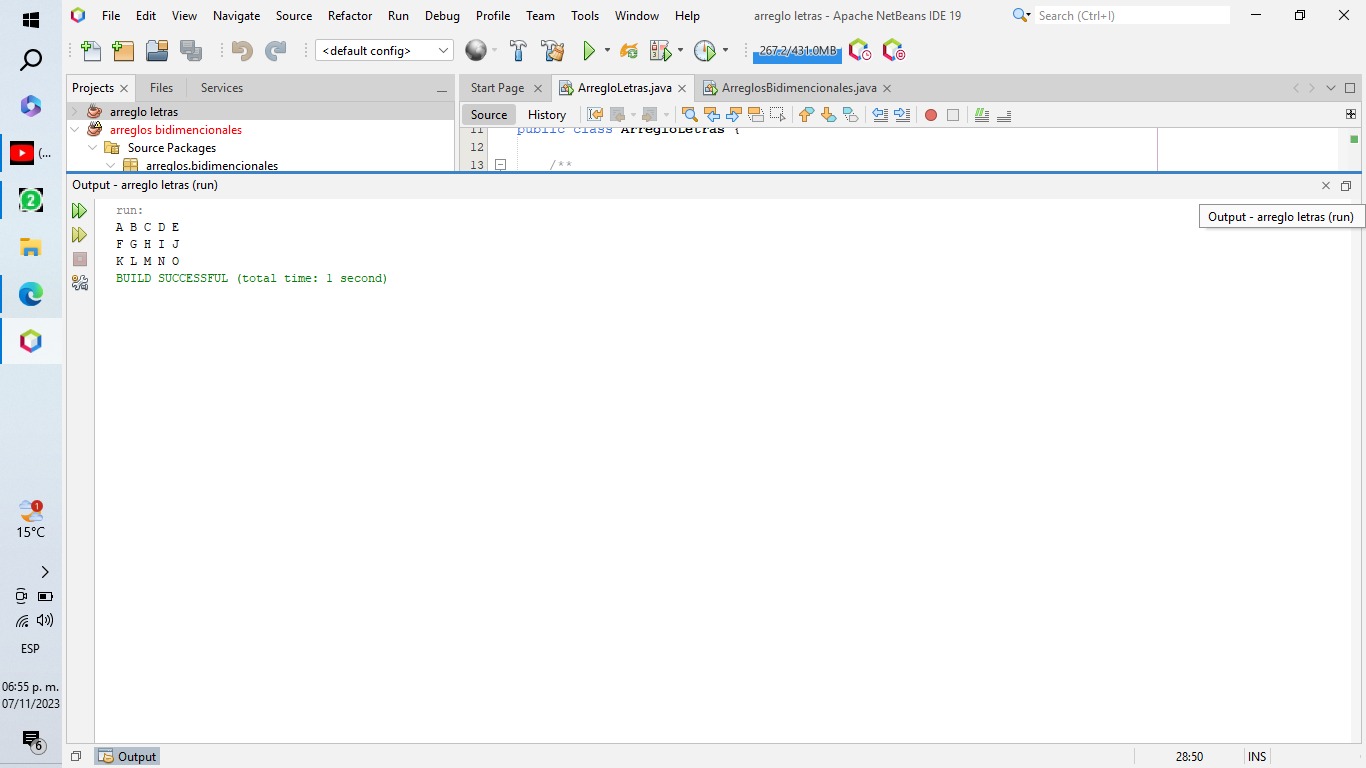 File Edit View Navigate Source Refactor Run Debug Profile Team Tools Window Help arreglo letras - Apache NetBeans IDE 19 Search (Ctrl+I)
<default config> 267.2/431.0MB
Projects Files Services Start Page ArregloLetras.java ArreglosBidimencionales.java
arreglo letras Source History
arreglos bidimencionales 11 public class ArregloLetras {
Source Packages 12
arreglos.bidimencionales 13 /**
Output - arreglo letras (run)
Output - arreglo letras (run)
run:
A B C D E
F G H I J
K L M N O
BUILD SUCCESSFUL (total time: 1 second)
(...
2
1
15°C
ESP
06:55 p. m.
07/11/2023
6
Output 28:50 INS